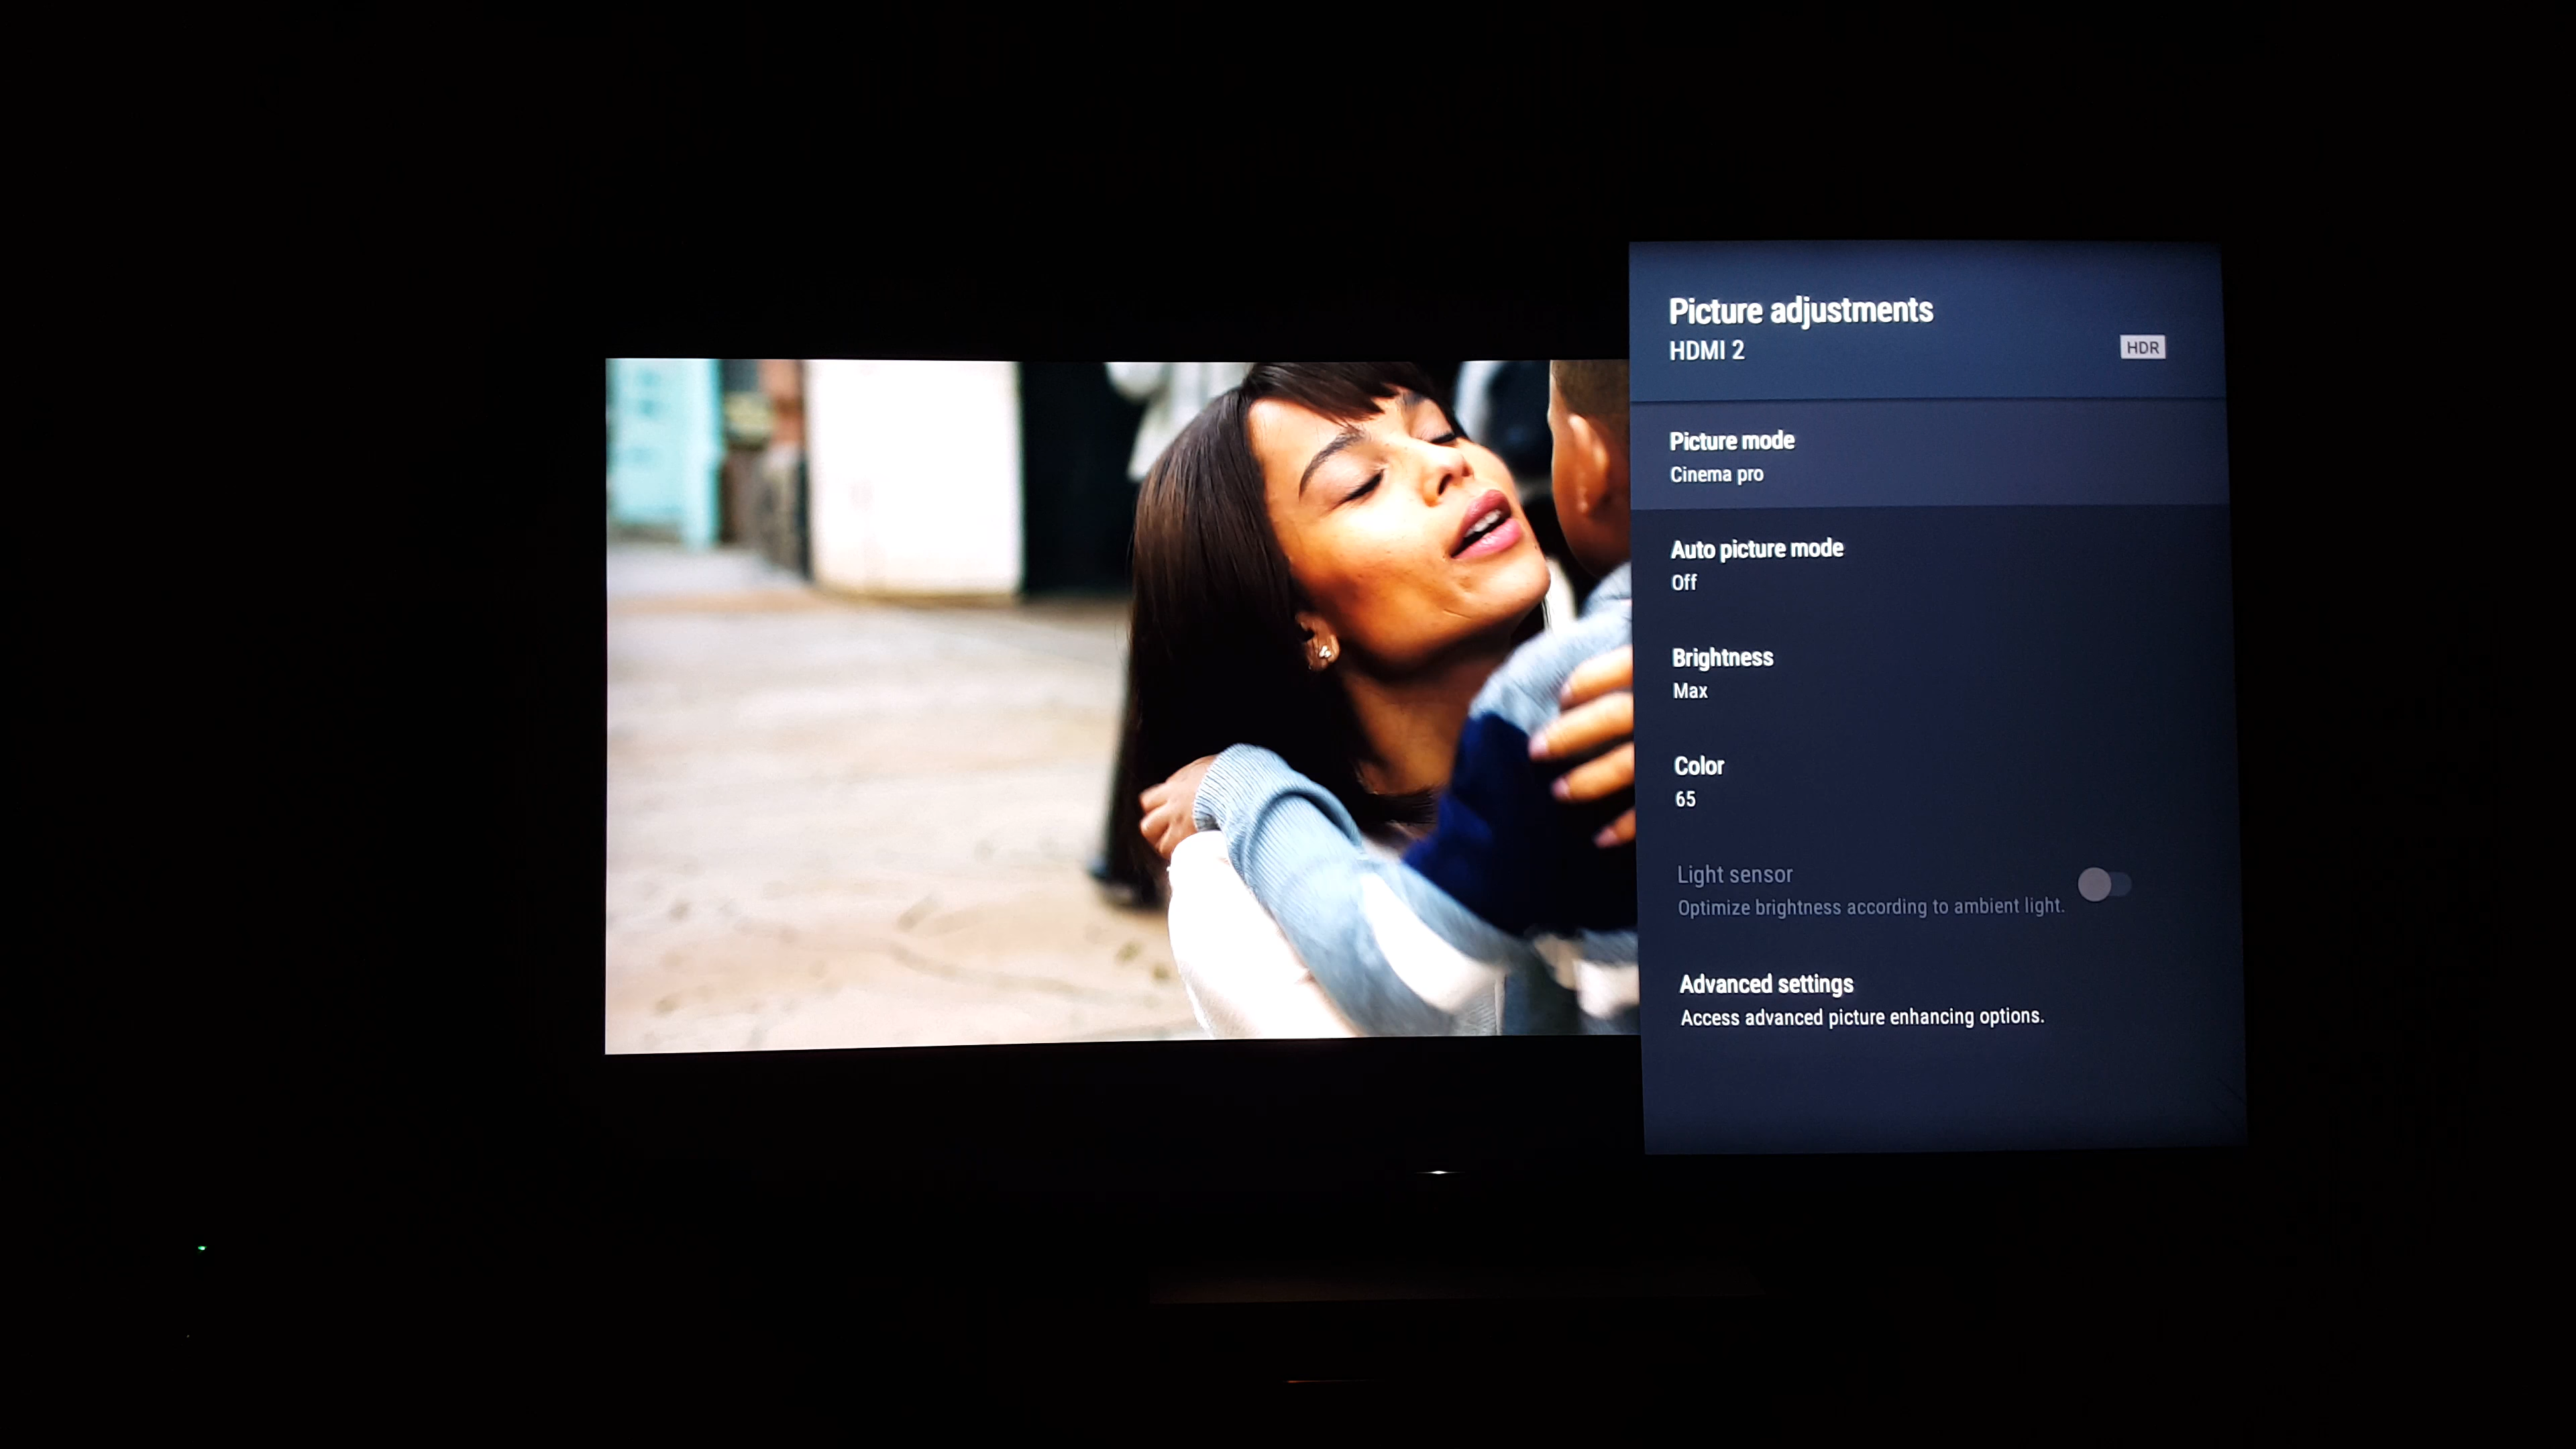 Picture adjustments
HDMI 2
HDR
Picture mode
Cinema pro
Auto picture mode
Off
Brightness
Max
Color
65
Light sensor
Optimize brightness according to ambient light.
Advanced settings
Access advanced picture enhancing options.